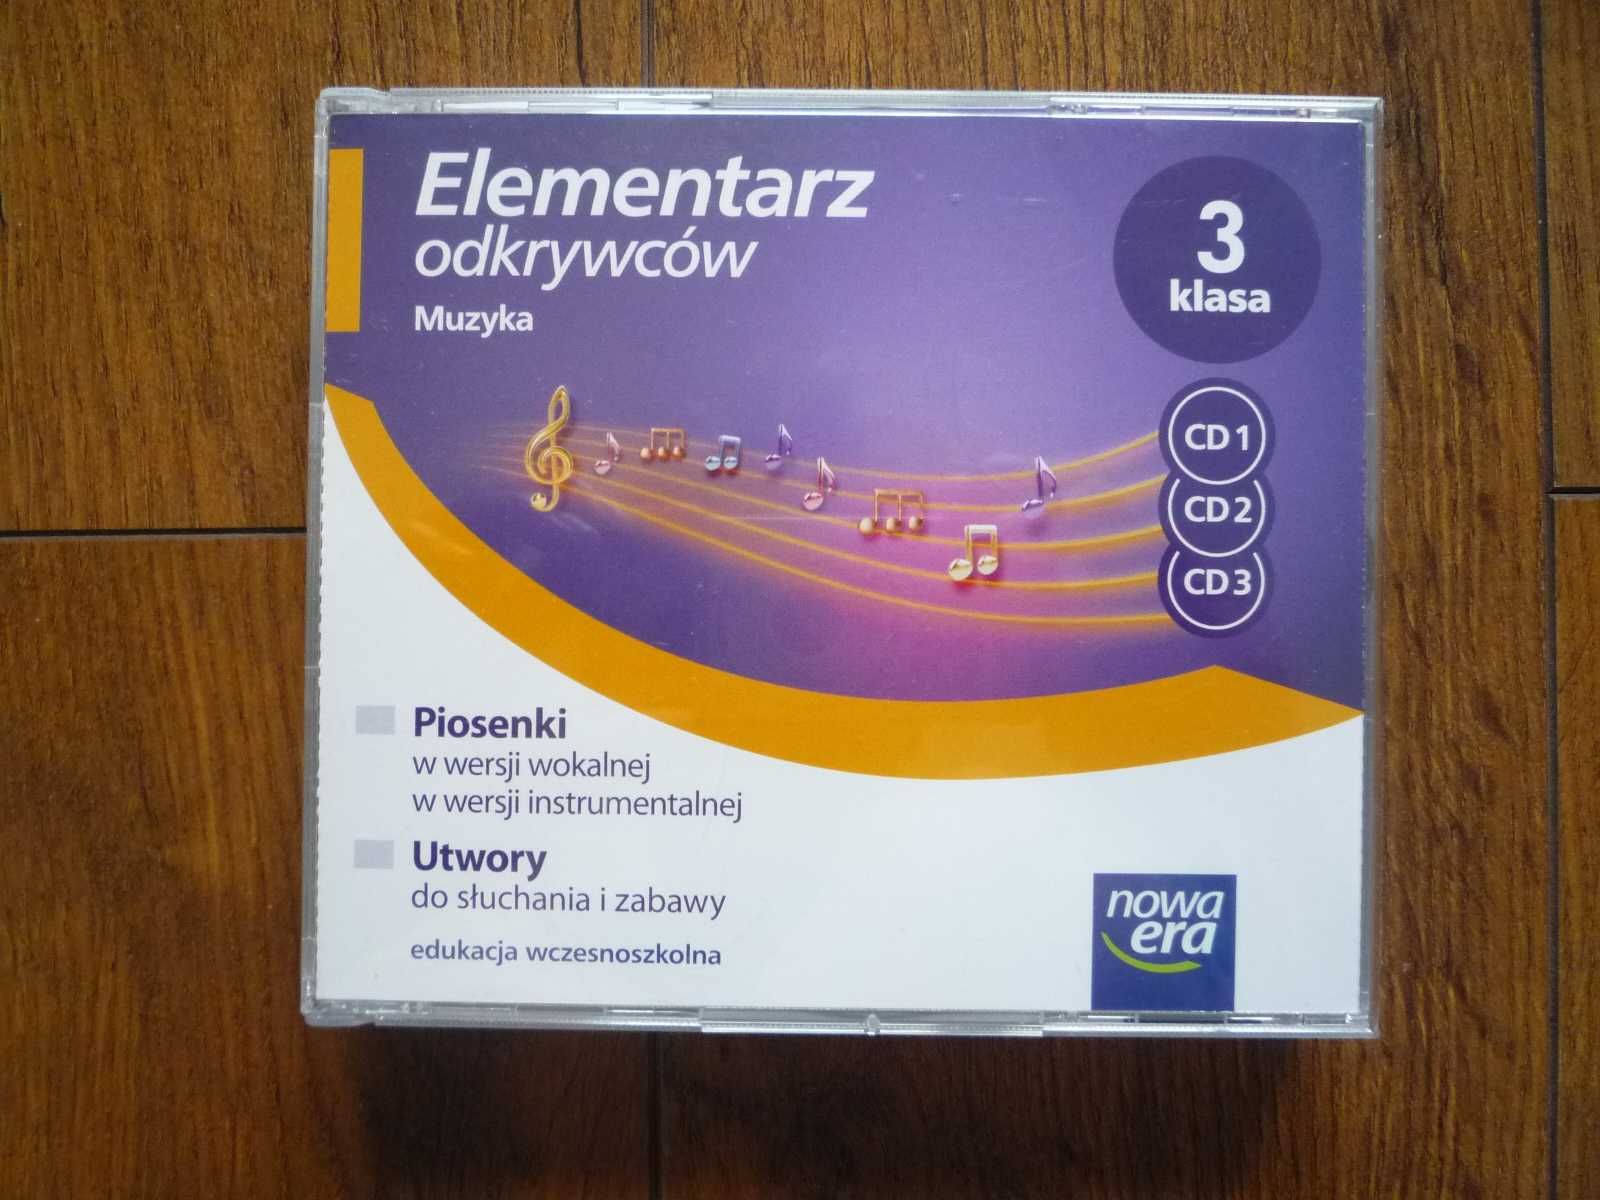 Elementarz
odkrywców
Muzyka
3
klasa
CD 1
CD 2
CD 3
Piosenki
w wersji wokalnej
w wersji instrumentalnej
Utwory
do słuchania i zabawy
edukacja wczesnoszkolna
nowa
era